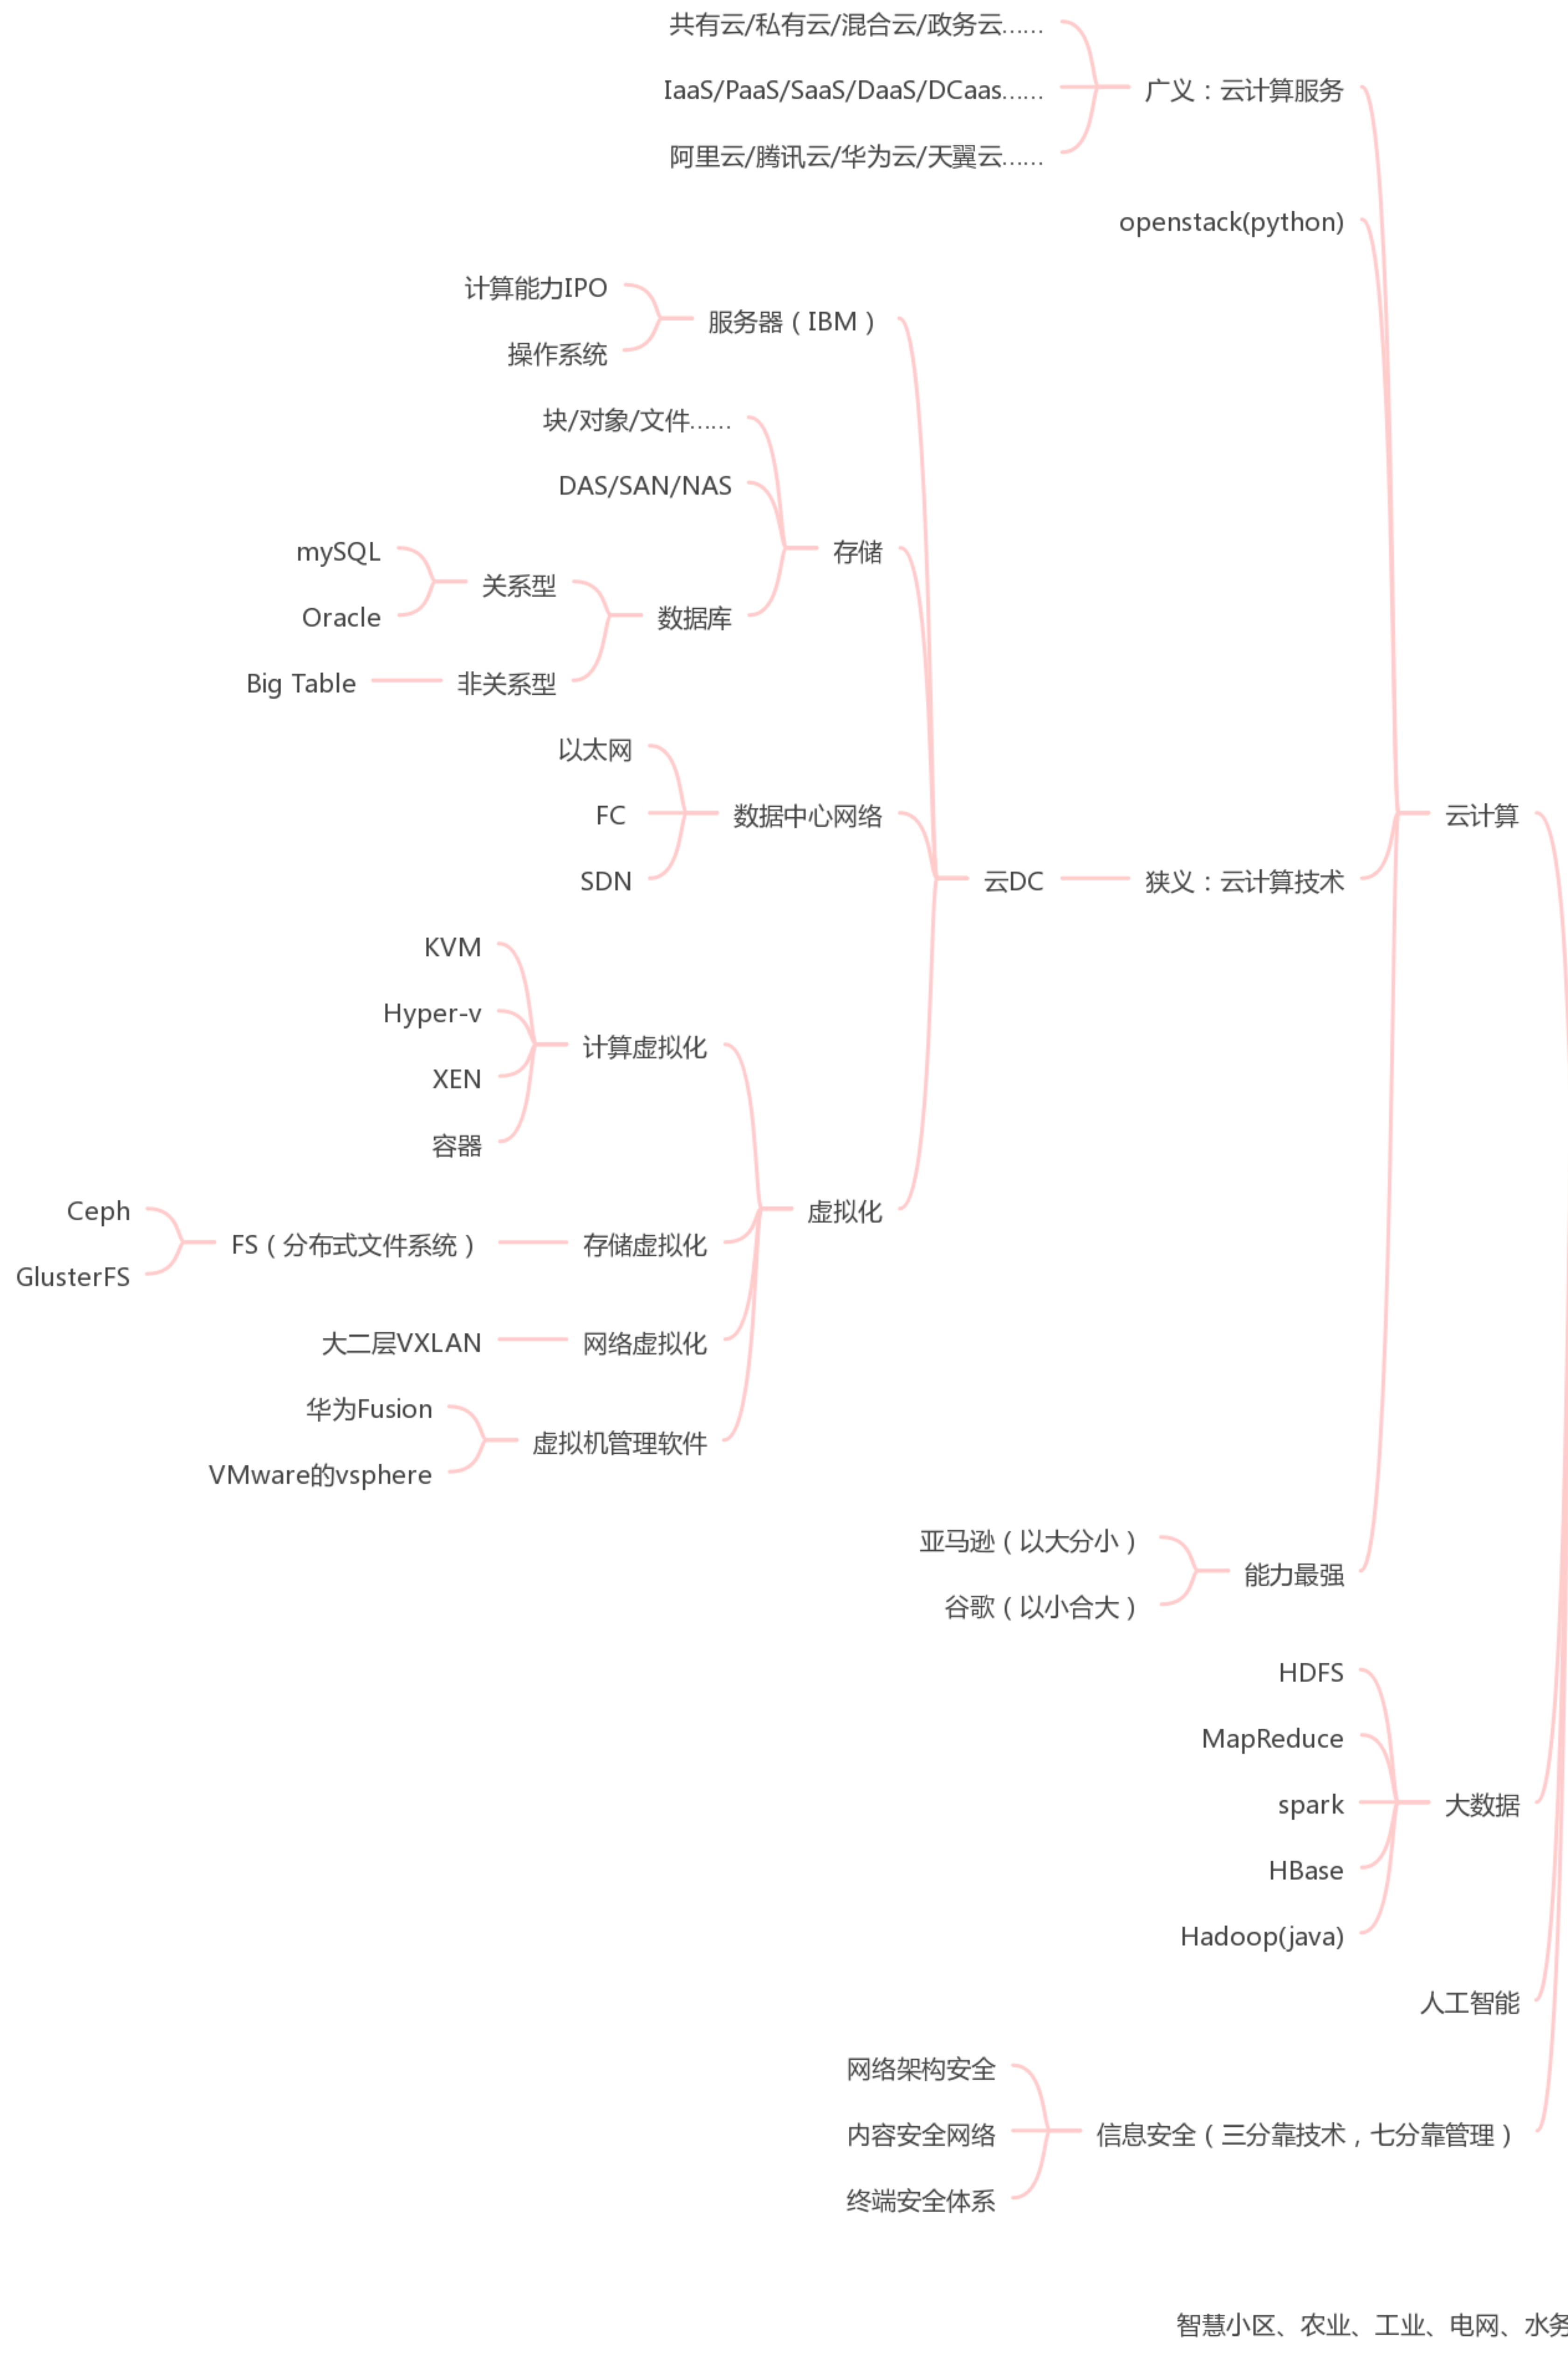 共有云/私有云/混合云/政务云……
IaaS/PaaS/SaaS/DaaS/DCaas……
广义：云计算服务
阿里云/腾讯云/华为云/天翼云……
openstack(python)
计算能力IPO
服务器（IBM）
操作系统
块/对象/文件……
DAS/SAN/NAS
存储
mySQL
关系型
Oracle
数据库
Big Table
非关系型
以太网
FC
数据中心网络
云计算
SDN
云DC
狭义：云计算技术
KVM
Hyper-v
计算虚拟化
XEN
容器
Ceph
虚拟化
FS（分布式文件系统）
存储虚拟化
GlusterFS
大二层VXLAN
网络虚拟化
华为Fusion
虚拟机管理软件
VMware的vsphere
亚马逊（以大分小）
能力最强
谷歌（以小合大）
HDFS
MapReduce
spark
大数据
HBase
Hadoop(java)
人工智能
网络架构安全
内容安全网络
信息安全（三分靠技术，七分靠管理）
终端安全体系
智慧小区、农业、工业、电网、水务